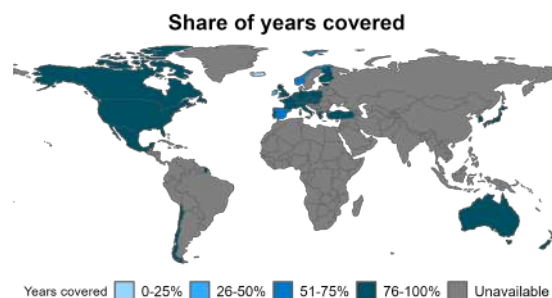 Share of years covered
Years covered 0-25% 26-50% 51-75% 76-100% Unavailable